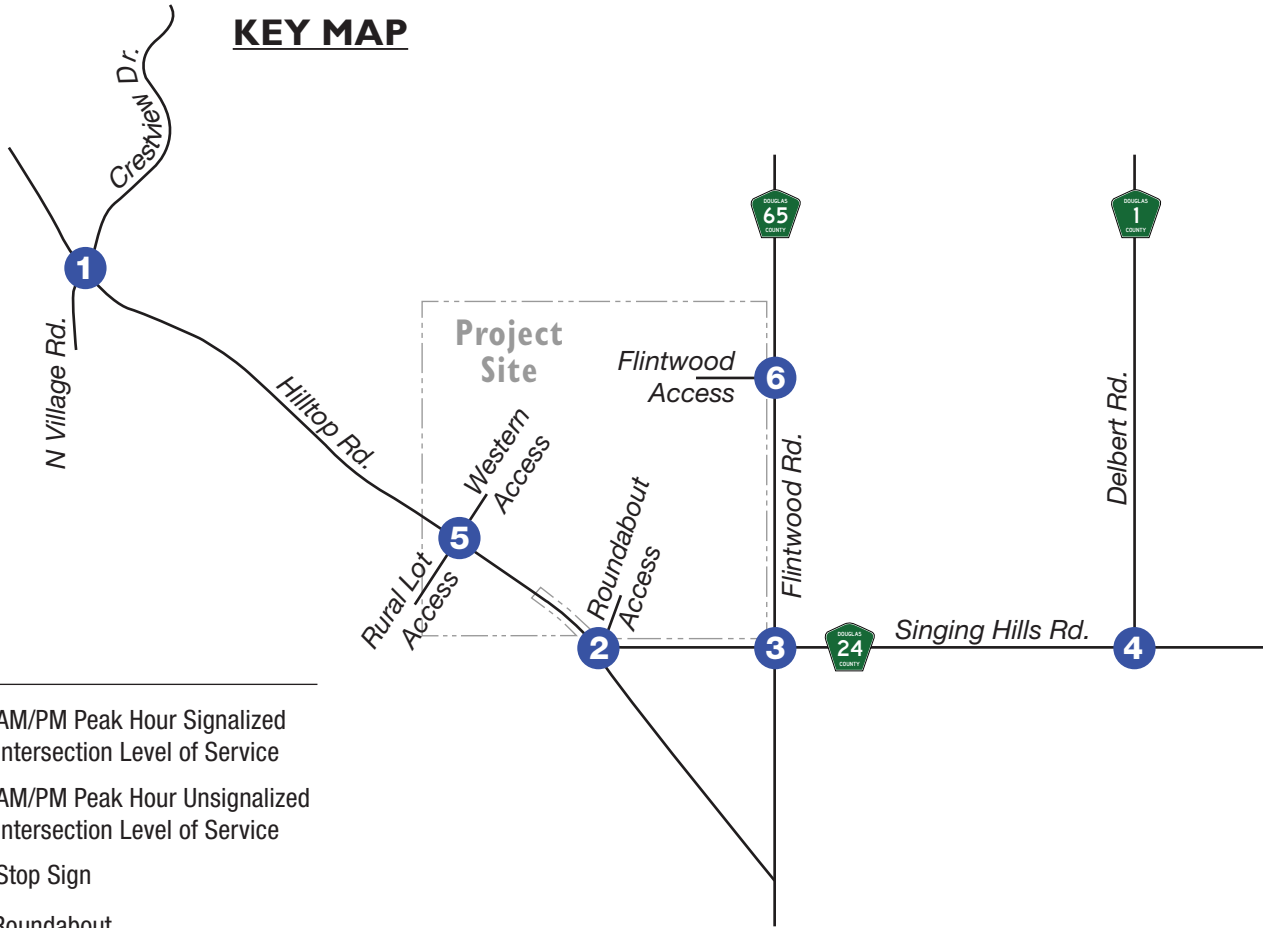 KEY MAP
Crestview Dr.
DOUGLAS
65
COUNTY
DOUGLAS
1
COUNTY
1
N Village Rd.
Project
Site
Flintwood
Access
6
Hilltop Rd.
Western
Access
Delbert Rd.
Flintwood Rd.
5
Rural Lot
Access
Roundabout
Access
2
3
DOUGLAS
24
COUNTY
Singing Hills Rd.
4
AM/PM Peak Hour Signalized
Intersection Level of Service
AM/PM Peak Hour Unsignalized
Intersection Level of Service
Stop Sign
Roundabout